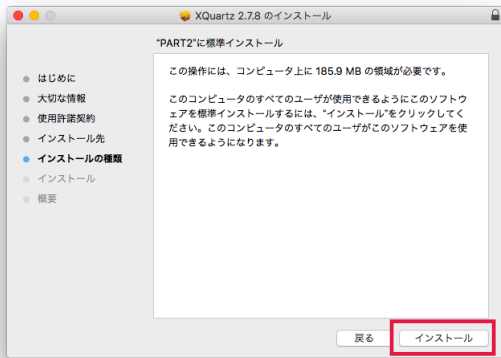 XQuartz 2.7.8 のインストール
"PART2"に標準インストール
はじめに
大切な情報
使用許諾契約
インストール先
インストールの種類
インストール
概要
この操作には、コンピュータ上に 185.9 MB の領域が必要です。
このコンピュータのすべてのユーザが使用できるようにこのソフトウ
ェアを標準インストールするには、"インストール"をクリックしてく
ださい。このコンピュータのすべてのユーザがこのソフトウェアを使
用できるようになります。
戻る
インストール